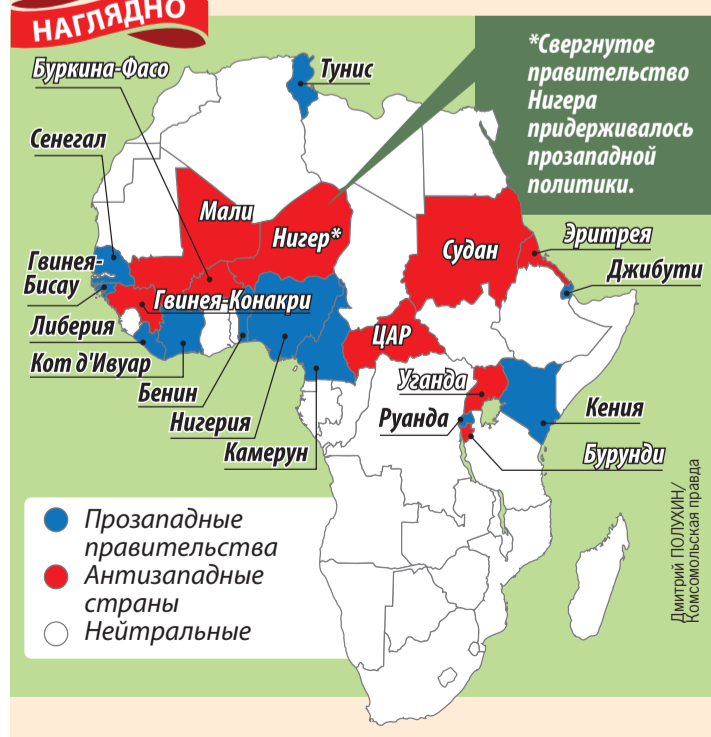 НАГЛЯДНО
*Свергнутое
правительство
Нигера
придерживалось
прозападной
политики.
Буркина-Фасо
Тунис
Сенегал
Мали
Нигер*
Судан
Эритрея
Джибути
Гвинея-
Бисау
Гвинея-Конакри
Либерия
ЦАР
Кот д'Ивуар
Уганда
Бенин
Руанда
Кения
Нигерия
Камерун
Бурунди
Прозападные
правительства
Антизападные
страны
Нейтральные
Дмитрий ПОЛУХИН/
Комсомольская правда